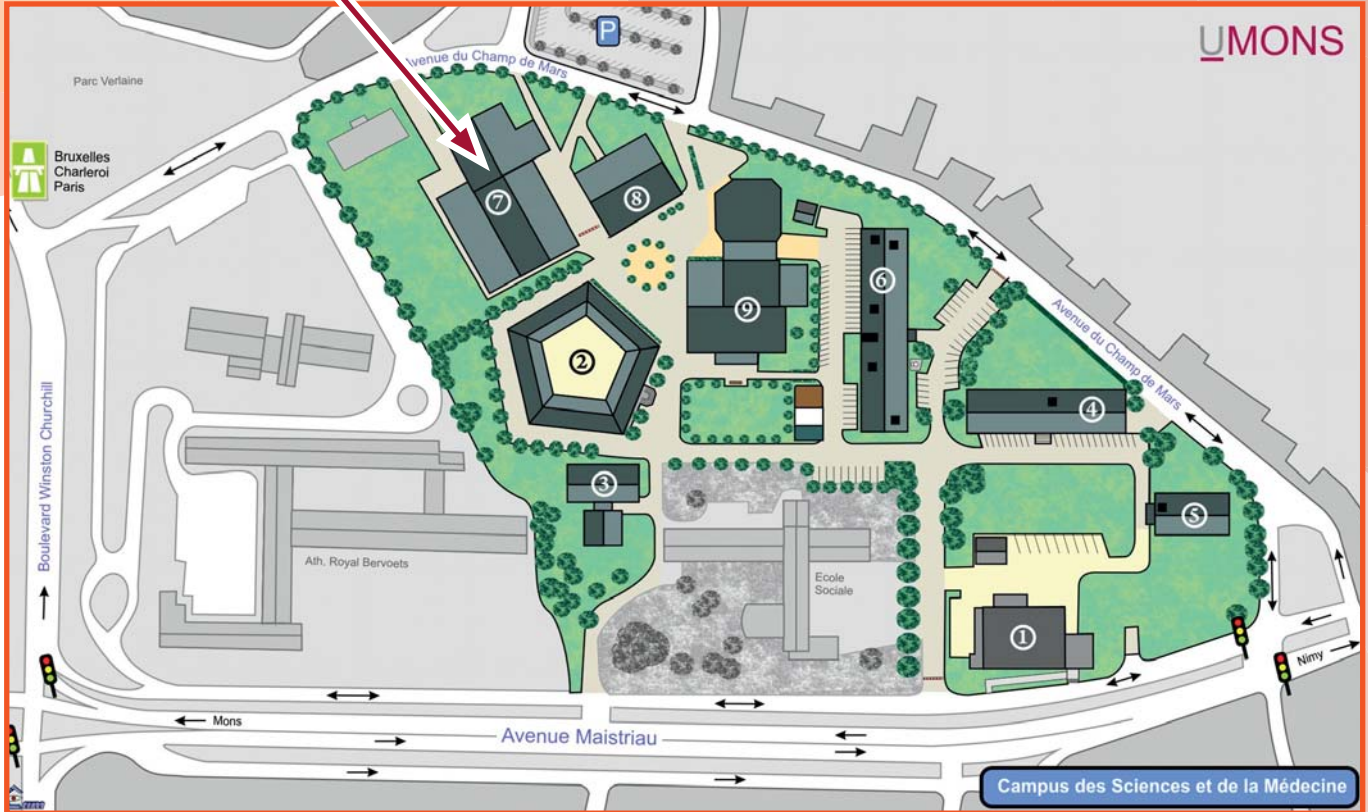 UMONS
P
Avenue du Champ de Mars
Parc Verlaine
Bruxelles
Charleroi
Paris
7
8
6
9
2
Avenue du Champ de Mars
4
3
5
Boulevard Winston Churchill
Ath. Royal Bervoets
Ecole
Sociale
1
Nimy
Mons
Avenue Maistriau
Campus des Sciences et de la Médecine